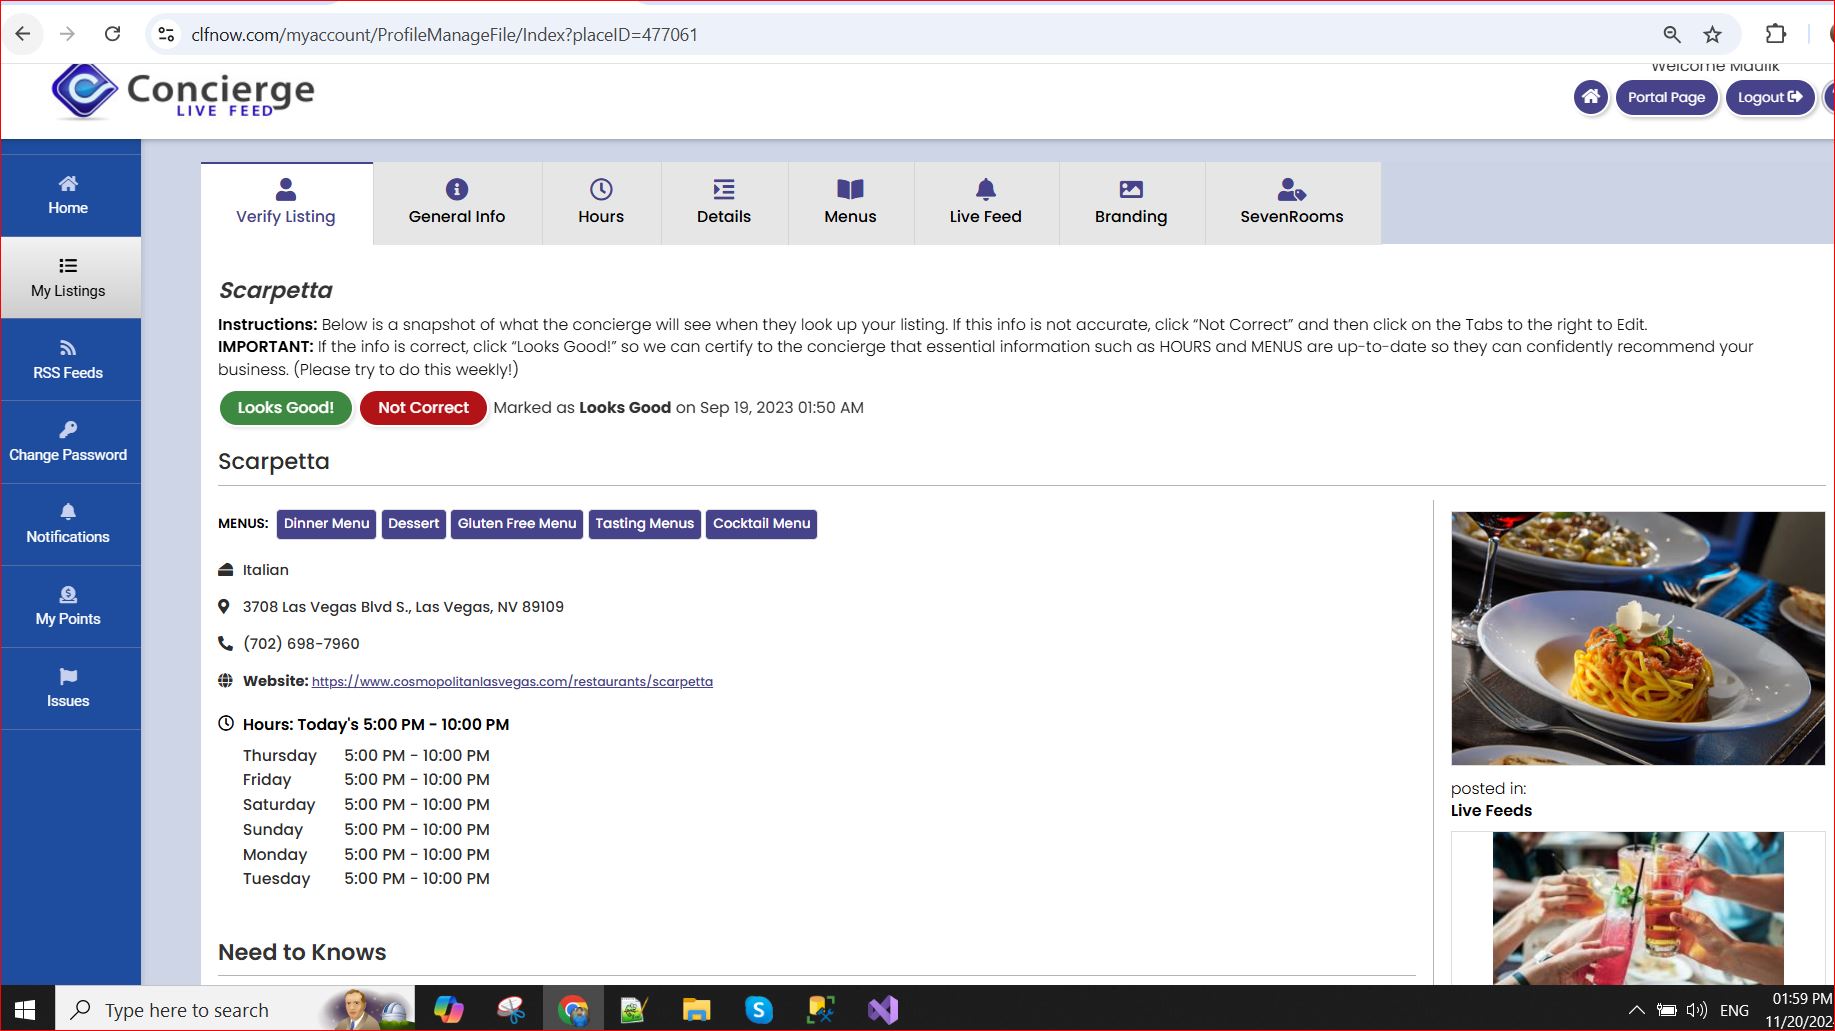 clfnow.com/myaccount/ProfileManageFile/Index?placeID=477061
Concierge
LIVE FEED
Welcome Maulik
Portal Page
Logout
Home
My Listings
RSS Feeds
Change Password
Notifications
My Points
Issues
Verify Listing
General Info
Hours
Details
Menus
Live Feed
Branding
SevenRooms
Scarpetta
Instructions: Below is a snapshot of what the concierge will see when they look up your listing. If this info is not accurate, click “Not Correct” and then click on the Tabs to the right to Edit.
IMPORTANT: If the info is correct, click “Looks Good!” so we can certify to the concierge that essential information such as HOURS and MENUS are up-to-date so they can confidently recommend your
business. (Please try to do this weekly!)
Looks Good! Not Correct Marked as Looks Good on Sep 19, 2023 01:50 AM
Scarpetta
MENUS: Dinner Menu Dessert Gluten Free Menu Tasting Menus Cocktail Menu
Italian
3708 Las Vegas Blvd S., Las Vegas, NV 89109
(702) 698-7960
Website: https://www.cosmopolitanlasvegas.com/restaurants/scarpetta
Hours: Today's 5:00 PM - 10:00 PM
Thursday 5:00 PM - 10:00 PM
Friday 5:00 PM - 10:00 PM
Saturday 5:00 PM - 10:00 PM
Sunday 5:00 PM - 10:00 PM
Monday 5:00 PM - 10:00 PM
Tuesday 5:00 PM - 10:00 PM
Need to Knows
posted in:
Live Feeds
Type here to search
ENG
01:59 PM
11/20/202